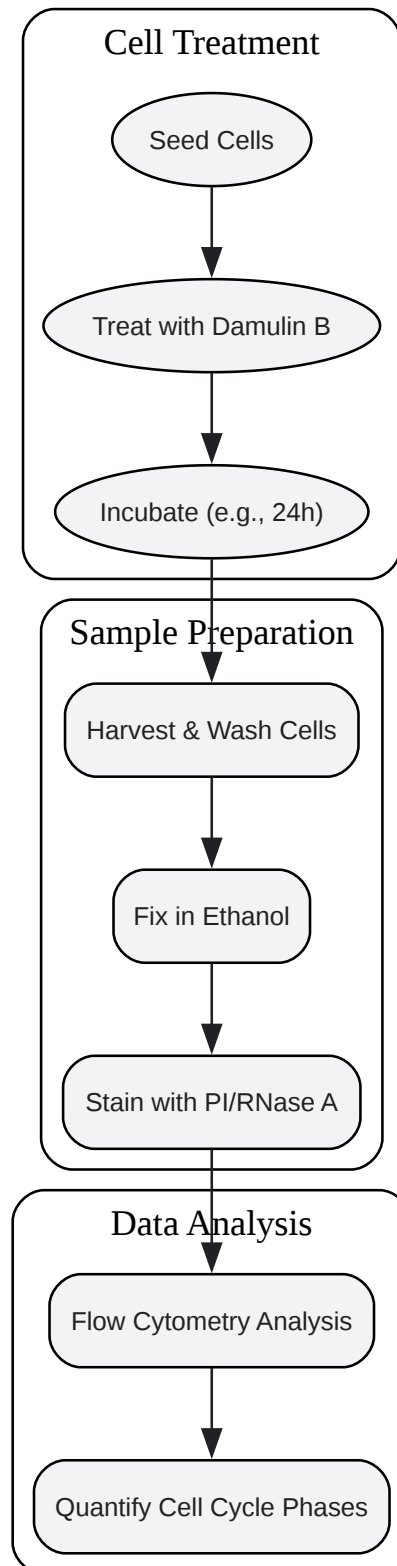 Cell Treatment
Seed Cells
Treat with Damulin B
Incubate (e.g., 24h)
Sample Preparation
Harvest & Wash Cells
Fix in Ethanol
Stain with PI/RNase A
Data Analysis
Flow Cytometry Analysis
Quantify Cell Cycle Phases